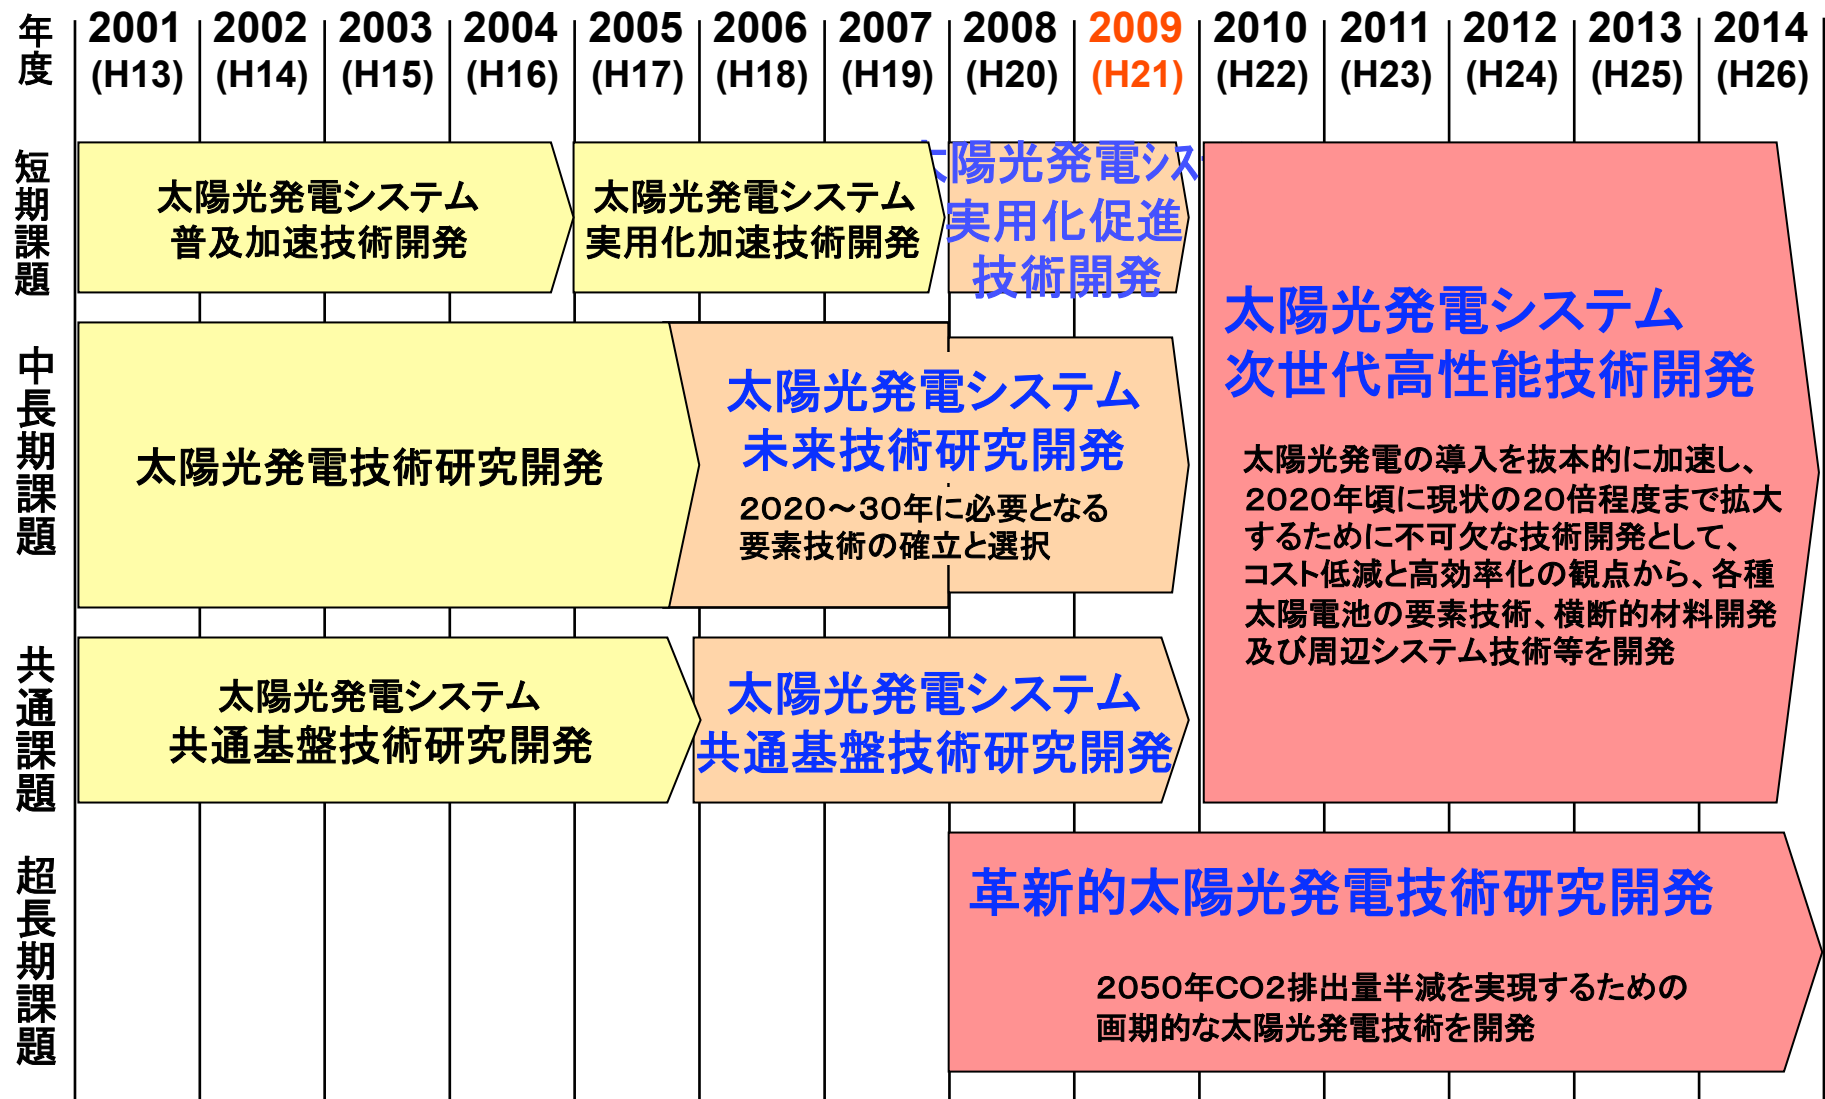 年度
2001 2002 2003 2004 2005 2006 2007 2008 2009 2010 2011 2012 2013 2014
(H13) (H14) (H15) (H16) (H17) (H18) (H19) (H20) (H21) (H22) (H23) (H24) (H25) (H26)
短期課題
太陽光発電システム
普及加速技術開発
太陽光発電システム
実用化加速技術開発
陽光発電シス
実用化促進
技術開発
中長期課題
太陽光発電技術研究開発
太陽光発電システム
未来技術研究開発
2020～30年に必要となる
要素技術の確立と選択
太陽光発電システム
次世代高性能技術開発
太陽光発電の導入を抜本的に加速し、
2020年頃に現状の20倍程度まで拡大
するために不可欠な技術開発として、
コスト低減と高効率化の観点から、各種
太陽電池の要素技術、横断的材料開発
及び周辺システム技術等を開発
共通課題
太陽光発電システム
共通基盤技術研究開発
太陽光発電システム
共通基盤技術研究開発
超長期課題
革新的太陽光発電技術研究開発
2050年CO2排出量半減を実現するための
画期的な太陽光発電技術を開発